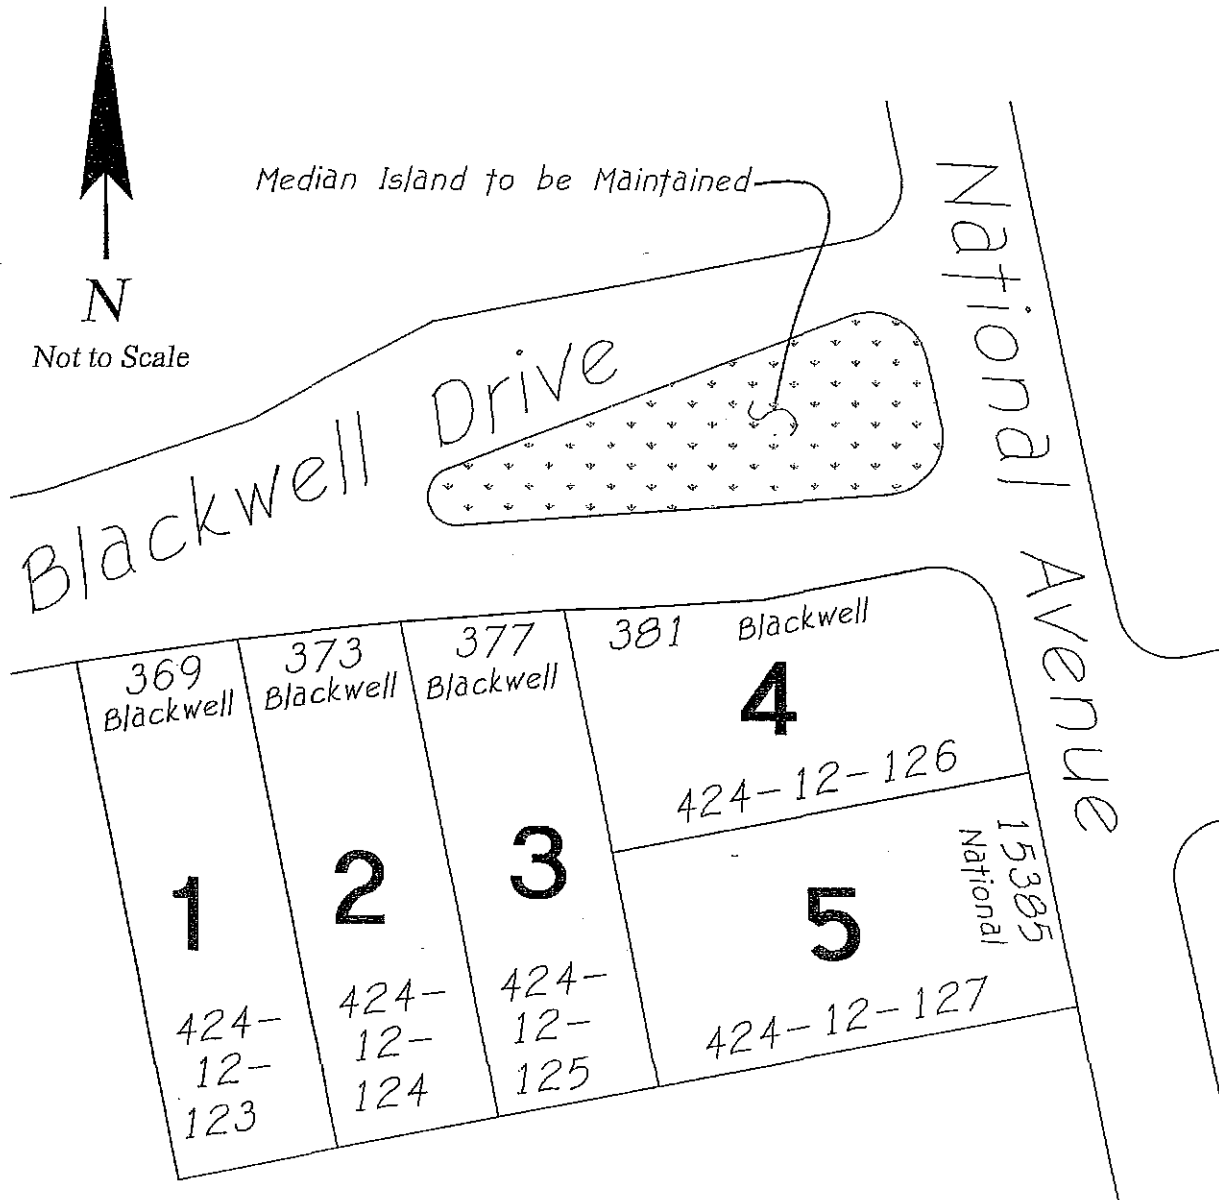 N
Not to Scale
Median Island to be Maintained
Blackwell Drive
National Avenue
369
Blackwell
1
424-
12-
123
373
Blackwell
2
424-
12-
124
377
Blackwell
3
424-
12-
125
381 Blackwell
4
424-12-126
15385
National
5
424-12-127